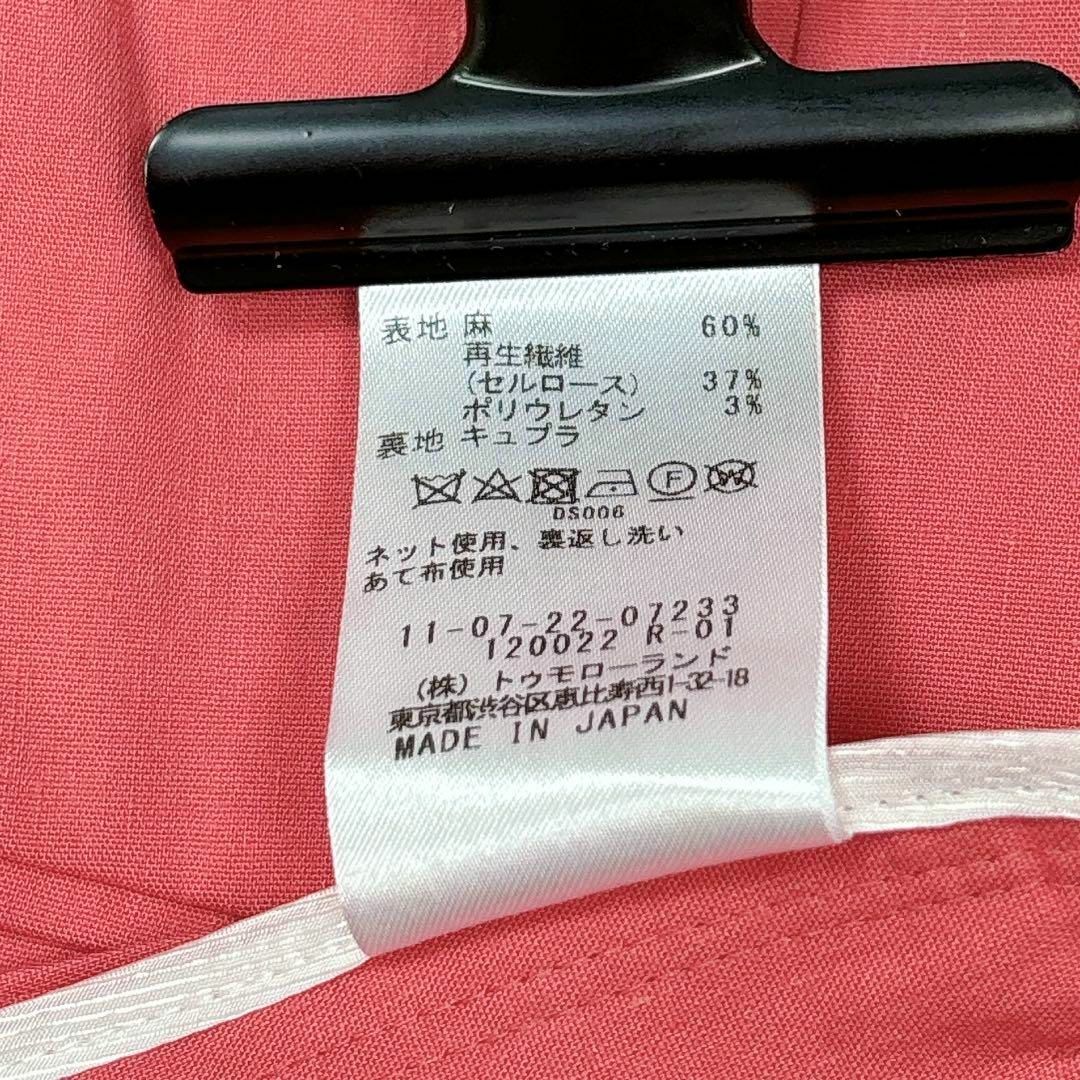 表地 麻 60%
再生繊維
(セルロース) 37%
ポリウレタン 3%
裏地 キュプラ
F W
DS006
ネット使用、裏返し洗い
あて布使用
11-07-22-07233
120022 R-01
(株) トゥモローランド
東京都渋谷区恵比寿西1-32-18
MADE IN JAPAN